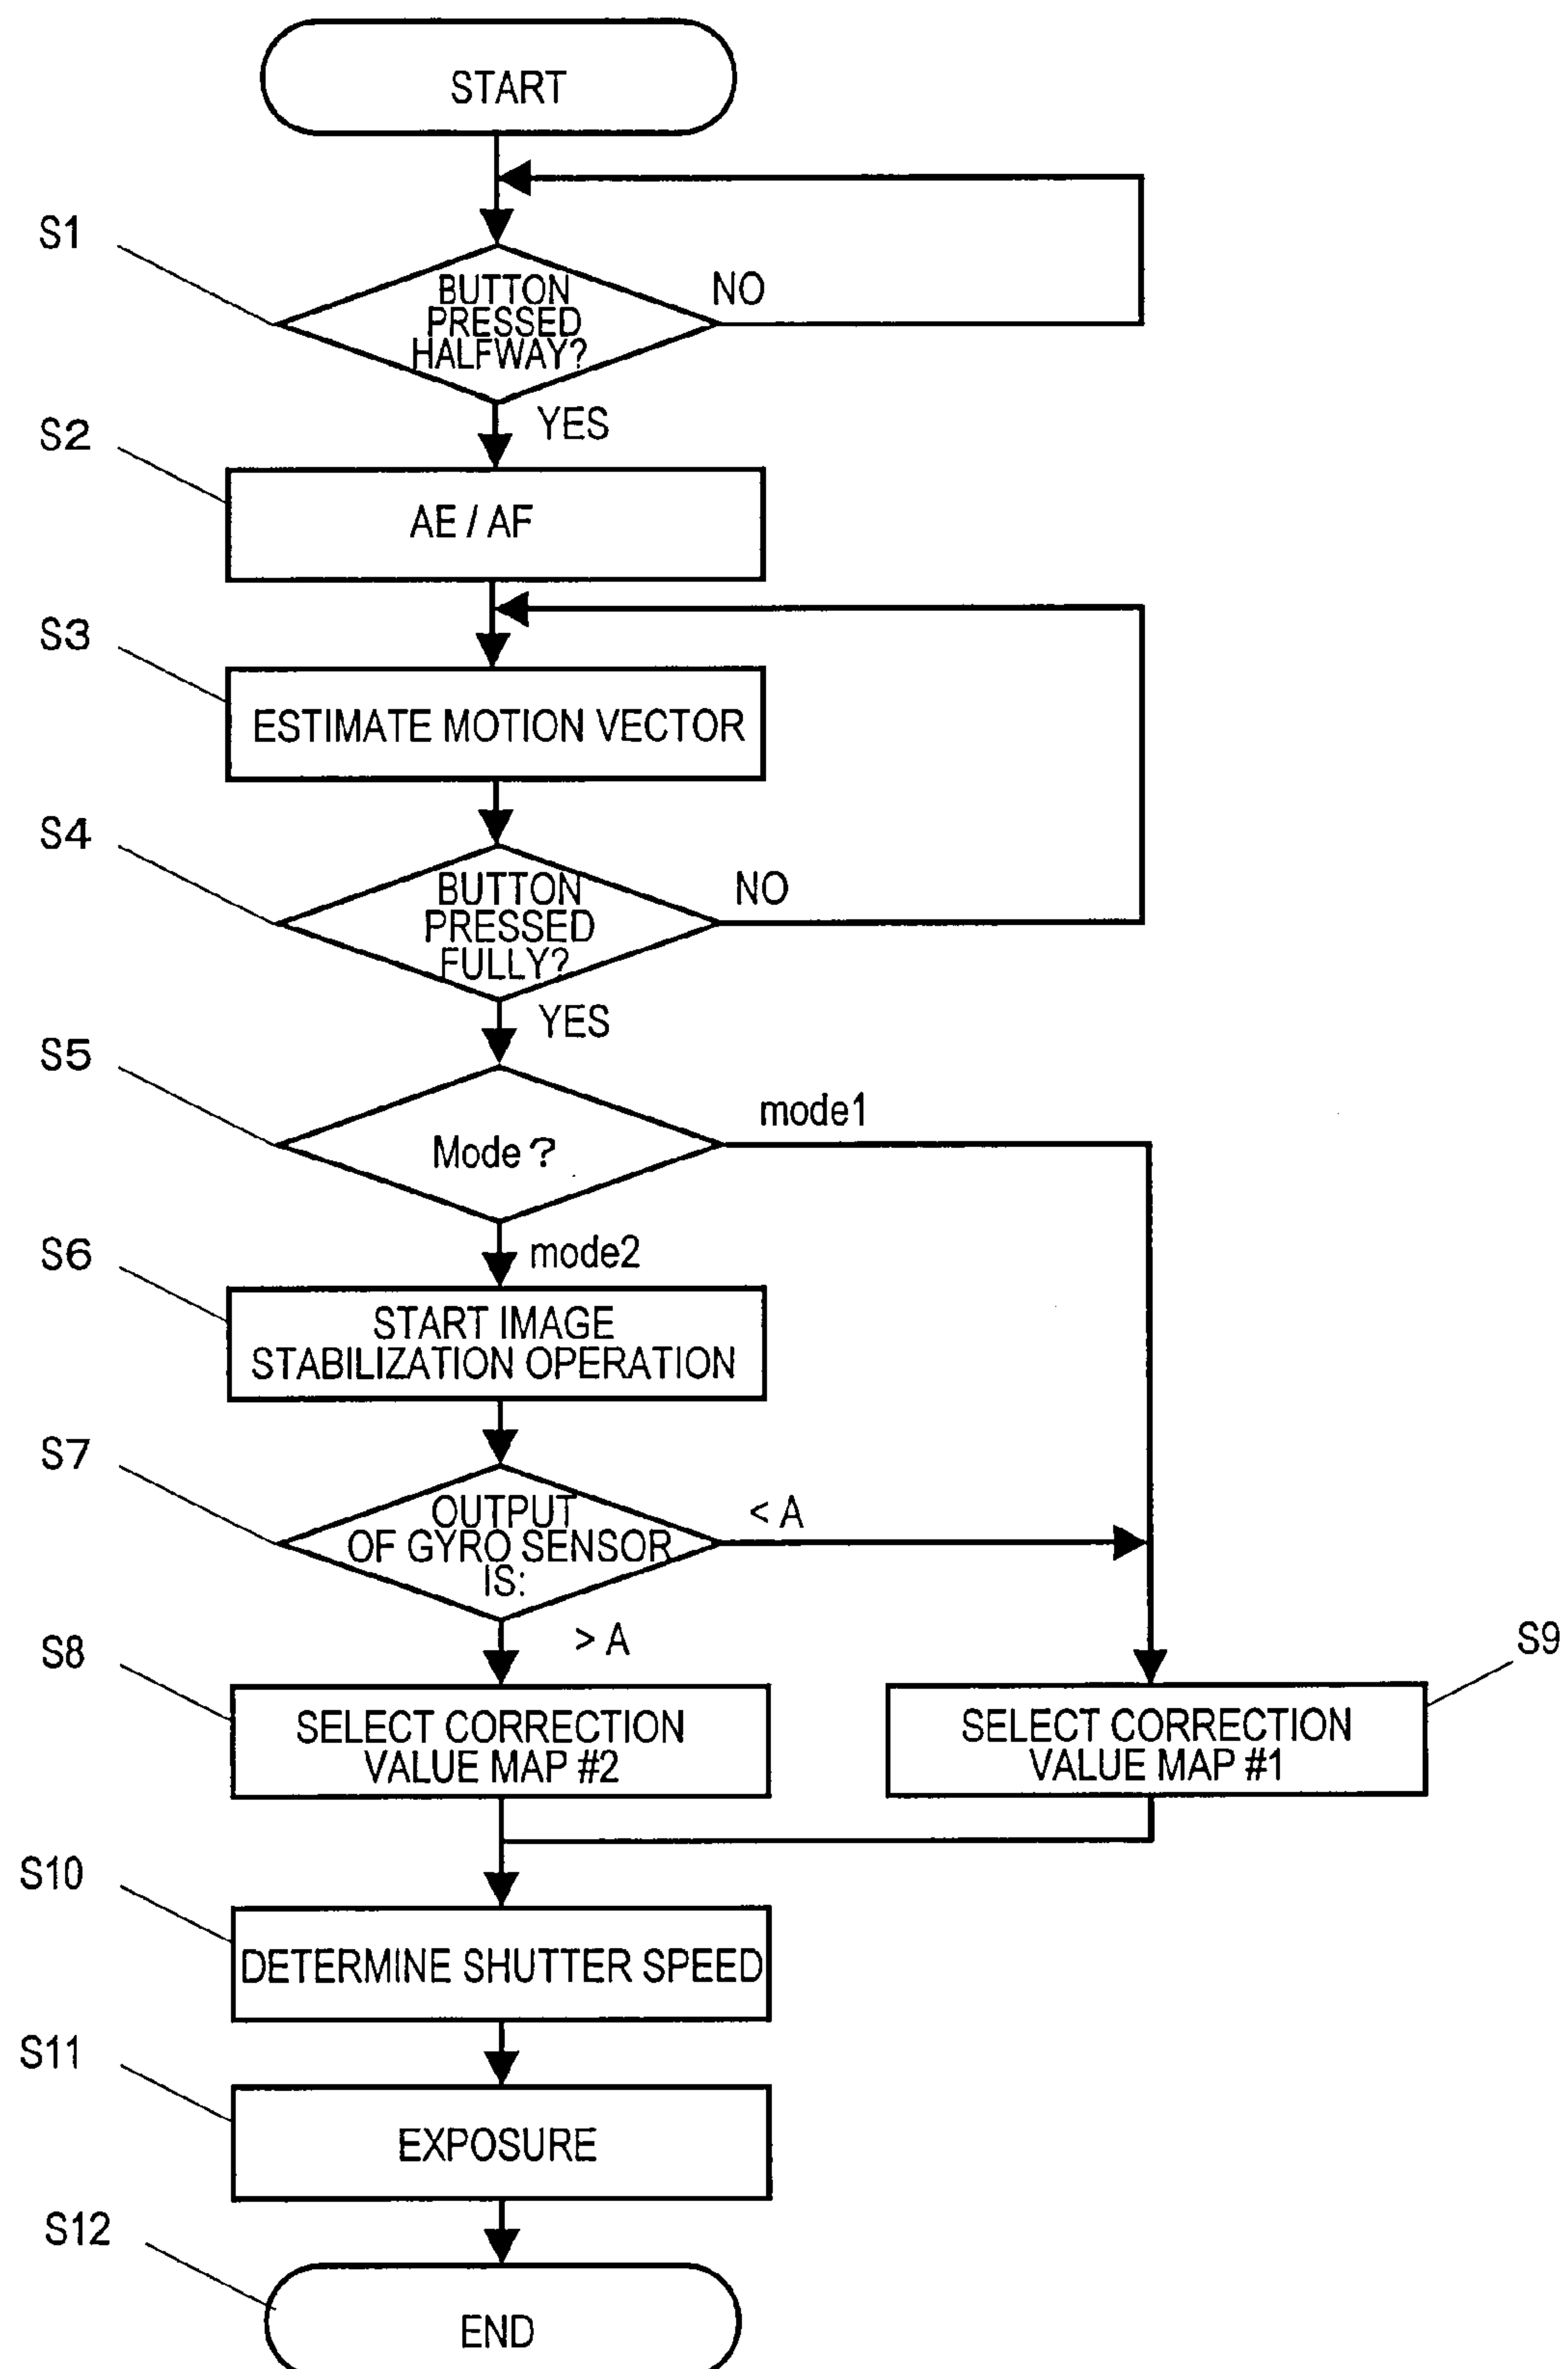 START
S1
BUTTON
PRESSED
HALFWAY?
NO
YES
S2
AE / AF
S3
ESTIMATE MOTION VECTOR
S4
BUTTON
PRESSED
FULLY?
NO
YES
S5
Mode ?
mode1
mode2
S6
START IMAGE
STABILIZATION OPERATION
S7
OUTPUT
OF GYRO SENSOR
IS:
< A
> A
S8
SELECT CORRECTION
VALUE MAP #2
S9
SELECT CORRECTION
VALUE MAP #1
S10
DETERMINE SHUTTER SPEED
S11
EXPOSURE
S12
END